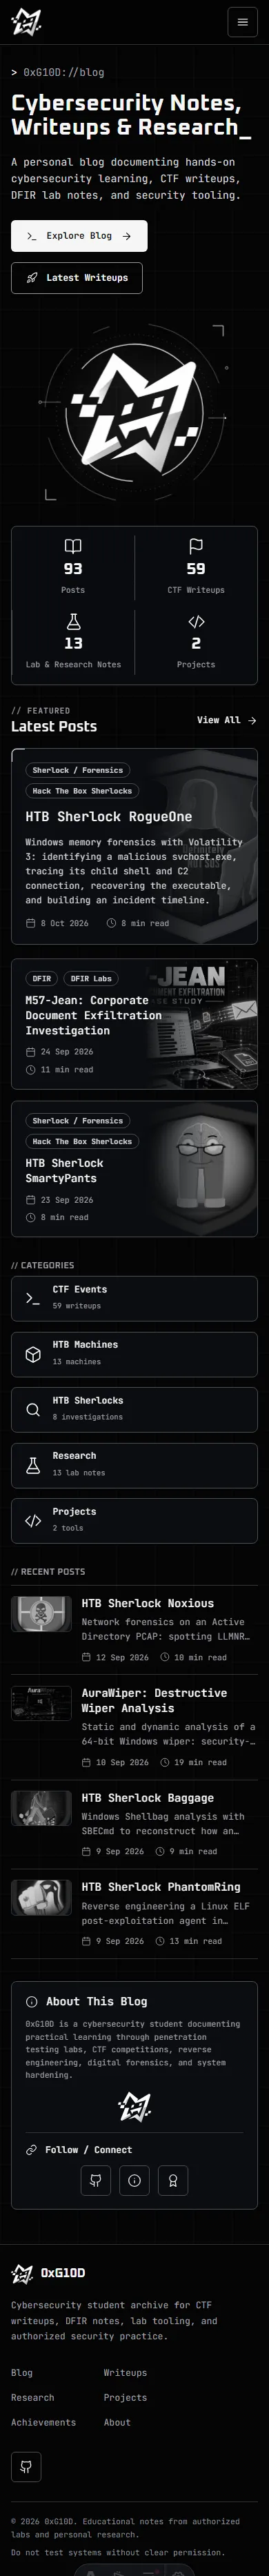 > 0xG10D://blog
Cybersecurity Notes,
Writeups & Research_
A personal blog documenting hands-on
cybersecurity learning, CTF writeups,
DFIR lab notes, and security tooling.
Explore Blog
Latest Writeups
93
Posts
59
CTF Writeups
13
Lab & Research Notes
2
Projects
// FEATURED
Latest Posts
View All
Sherlock / Forensics
Hack The Box Sherlocks
HTB Sherlock RogueOne
Windows memory forensics with Volatility
3: identifying a malicious svchost.exe,
tracing its child shell and C2
connection, recovering the executable,
and building an incident timeline.
8 Oct 2026
8 min read
DFIR
DFIR Labs
M57-Jean: Corporate
Document Exfiltration
Investigation
24 Sep 2026
11 min read
Sherlock / Forensics
Hack The Box Sherlocks
HTB Sherlock
SmartyPants
23 Sep 2026
8 min read
// CATEGORIES
CTF Events
59 writeups
HTB Machines
13 machines
HTB Sherlocks
8 investigations
Research
13 lab notes
Projects
2 tools
// RECENT POSTS
HTB Sherlock Noxious
Network forensics on an Active
Directory PCAP: spotting LLMNR…
12 Sep 2026
10 min read
AuraWiper: Destructive
Wiper Analysis
Static and dynamic analysis of a
64-bit Windows wiper: security-…
10 Sep 2026
19 min read
HTB Sherlock Baggage
Windows Shellbag analysis with
SBECmd to reconstruct how an…
9 Sep 2026
9 min read
HTB Sherlock PhantomRing
Reverse engineering a Linux ELF
post-exploitation agent in…
9 Sep 2026
13 min read
About This Blog
0xG10D is a cybersecurity student documenting
practical learning through penetration
testing labs, CTF competitions, reverse
engineering, digital forensics, and system
hardening.
Follow / Connect
0xG10D
Cybersecurity student archive for CTF
writeups, DFIR notes, lab tooling, and
authorized security practice.
Blog
Writeups
Research
Projects
Achievements
About
© 2026 0xG10D. Educational notes from authorized
labs and personal research.
Do not test systems without clear permission.